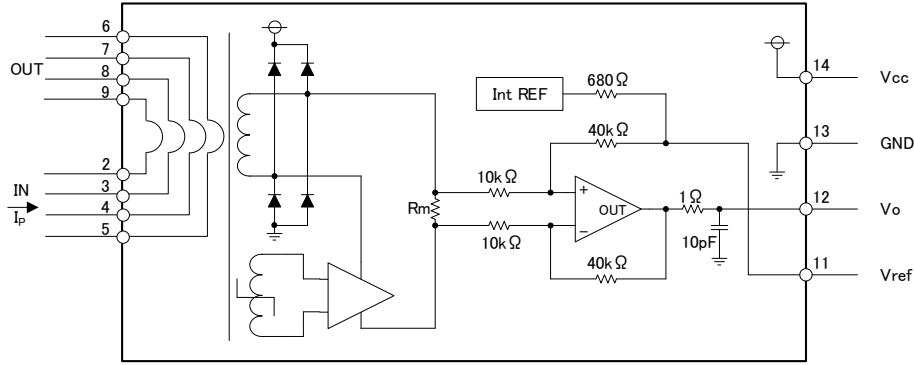 6
7
OUT
8
9
2
IN
3
IP
4
5
Rm
10kΩ
10kΩ
Int REF
680Ω
40kΩ
+
OUT
−
40kΩ
1Ω
10pF
14
Vcc
13
GND
12
Vo
11
Vref